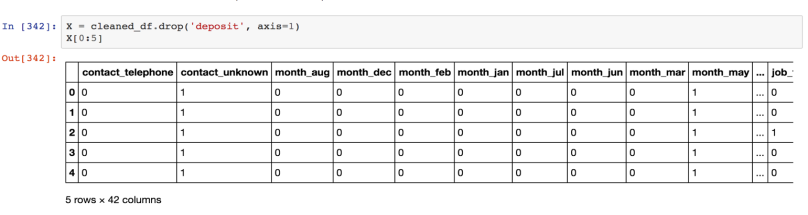 In [342]: X = cleaned_df.drop('deposit', axis=1)
X[0:5]
Out[342]:
contact_telephone contact_unknown month_aug month_dec month_feb month_jan month_jul month_jun month_mar month_may ... job_
0 0 1 0 0 0 0 0 0 0 1 ... 0
1 0 1 0 0 0 0 0 0 0 1 ... 0
2 0 1 0 0 0 0 0 0 0 1 ... 1
3 0 1 0 0 0 0 0 0 0 1 ... 0
4 0 1 0 0 0 0 0 0 0 1 ... 0
5 rows × 42 columns